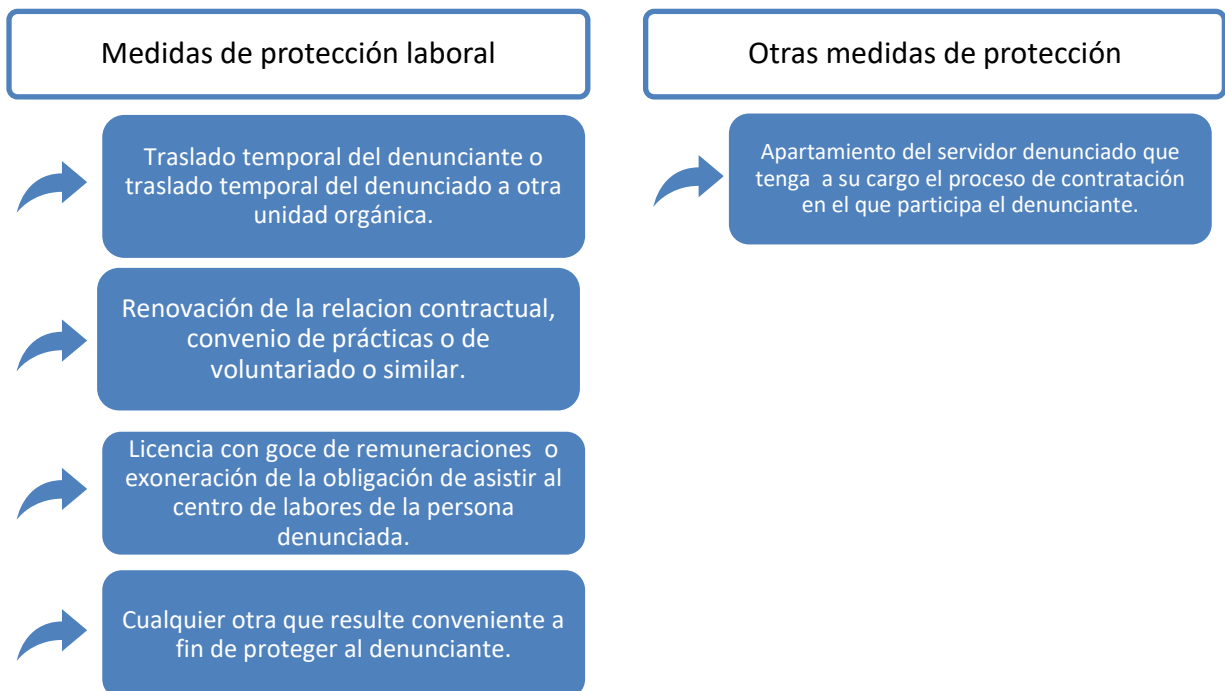 Medidas de protección laboral
Traslado temporal del denunciante o
traslado temporal del denunciado a otra
unidad orgánica.
Renovación de la relacion contractual,
convenio de prácticas o de
voluntariado o similar.
Licencia con goce de remuneraciones o
exoneración de la obligación de asistir al
centro de labores de la persona
denunciada.
Cualquier otra que resulte conveniente a
fin de proteger al denunciante.
Otras medidas de protección
Apartamiento del servidor denunciado que
tenga a su cargo el proceso de contratación
en el que participa el denunciante.